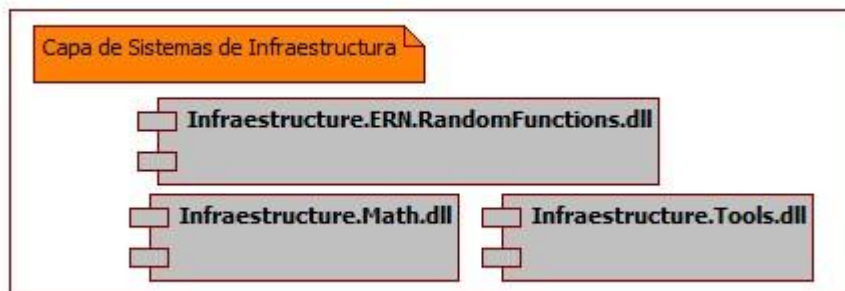 Capa de Sistemas de Infraestructura
Infraestructure.ERN.RandomFunctions.dll
Infraestructure.Math.dll
Infraestructure.Tools.dll